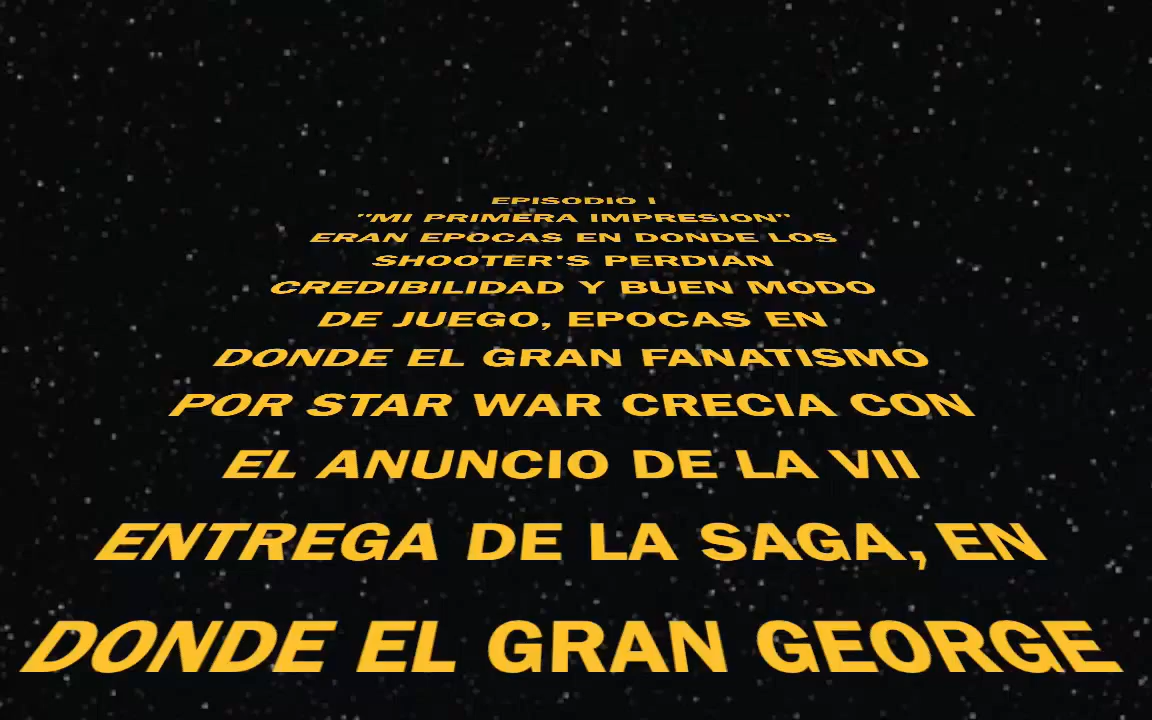 EPISODIO I
"MI PRIMERA IMPRESION"
ERAN EPOCAS EN DONDE LOS
SHOOTER'S PERDIAN
CREDIBILIDAD Y BUEN MODO
DE JUEGO, EPOCAS EN
DONDE EL GRAN FANATISMO
POR STAR WAR CRECIA CON
EL ANUNCIO DE LA VII
ENTREGA DE LA SAGA, EN
DONDE EL GRAN GEORGE